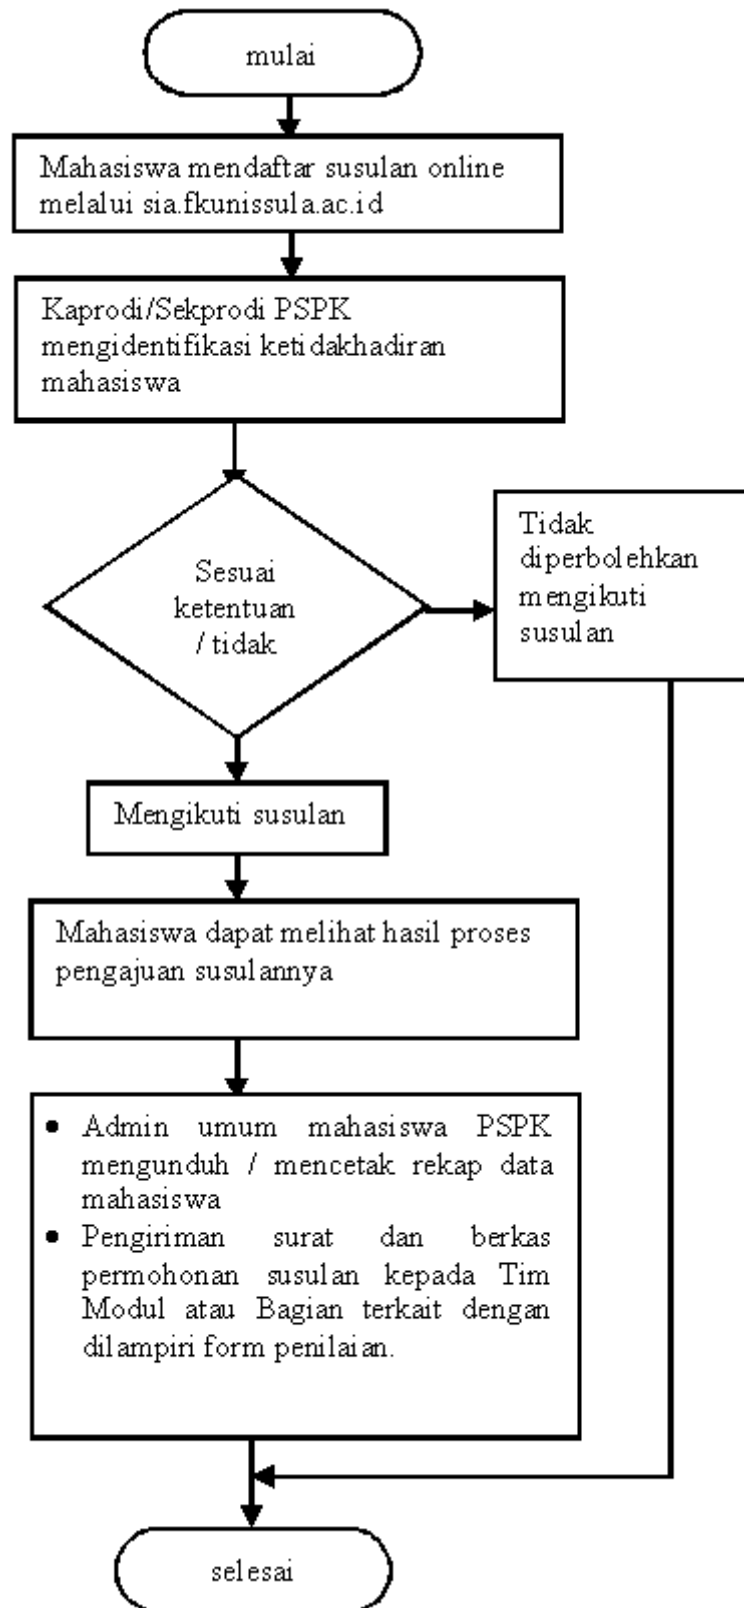 mulai
Mahasiswa mendaftar susulan online
melalui sia.fkunissula.ac.id
Kaprodi/Sekprodi PSPK
mengidentifikasi ketidakhadiran
mahasiswa
Sesuai
ketentuan
/ tidak
Tidak
diperbolehkan
mengikuti
susulan
Mengikuti susulan
Mahasiswa dapat melihat hasil proses
pengajuan susulannya
• Admin umum mahasiswa PSPK
mengunduh / mencetak rekap data
mahasiswa
• Pengiriman surat dan berkas
permohonan susulan kepada Tim
Modul atau Bagian terkait dengan
dilampiri form penilaian.
selesai